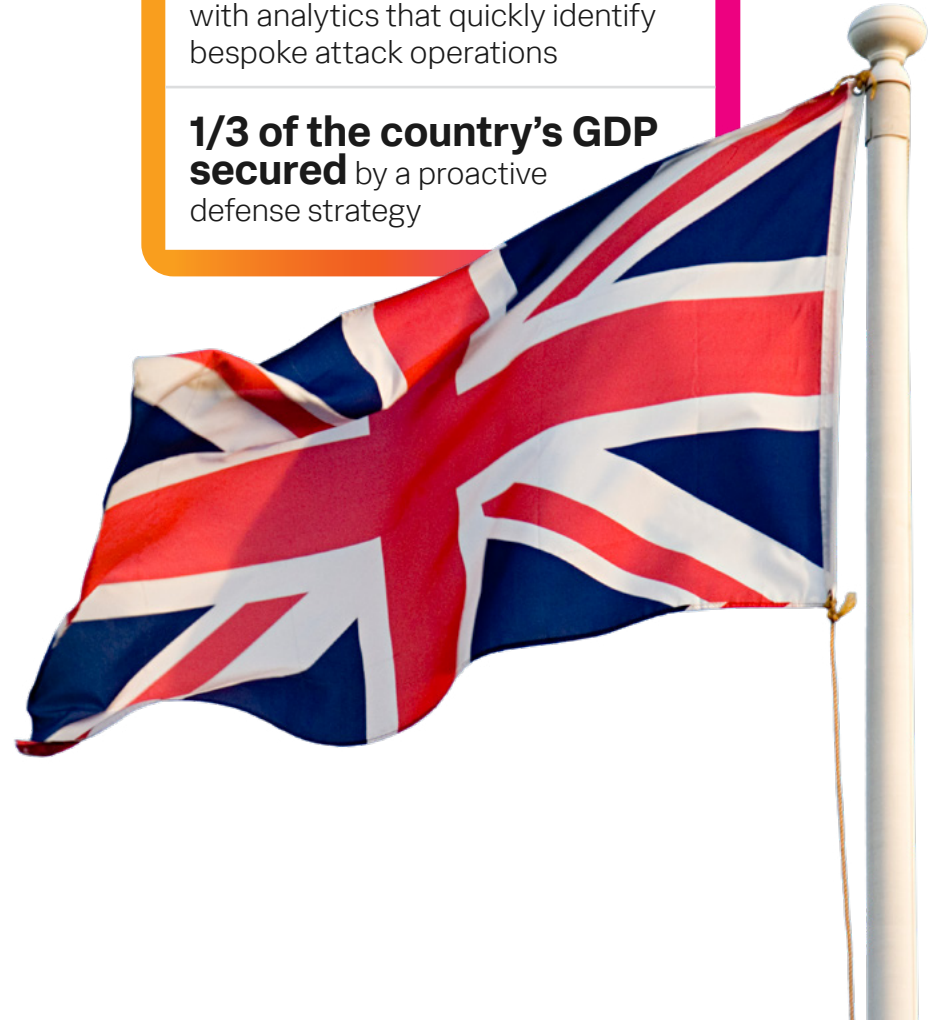 with analytics that quickly identify
bespoke attack operations
1/3 of the country’s GDP
secured by a proactive
defense strategy